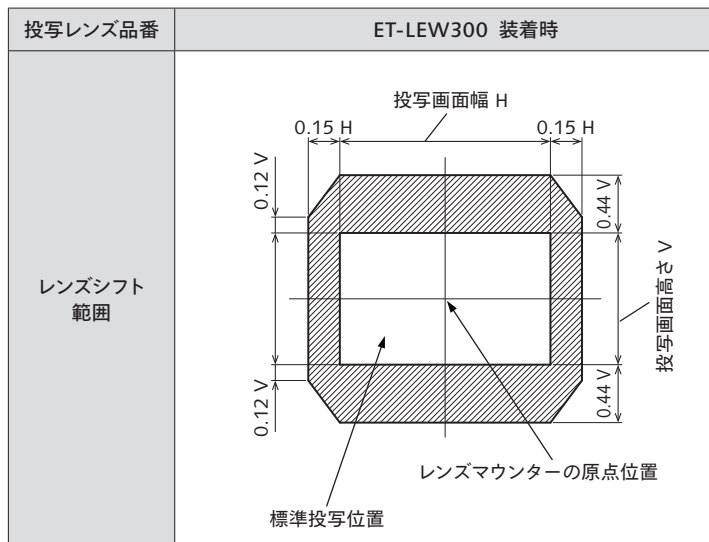 投写レンズ品番
ET-LEW300 装着時
レンズシフト
範囲
投写画面幅 H
0.15 H
0.15 H
0.12 V
0.44 V
投写画面高さ V
0.12 V
0.44 V
レンズマウンターの原点位置
標準投写位置